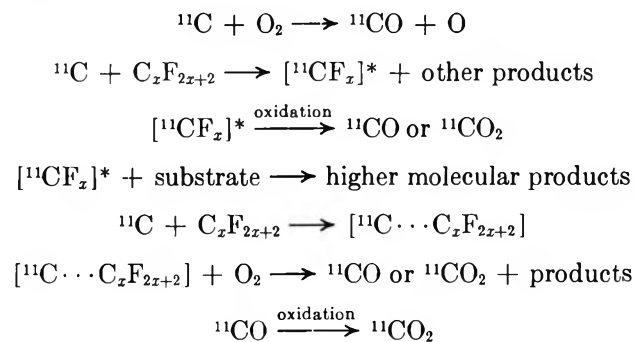 ¹¹C + O₂ ⟶ ¹¹CO + O
¹¹C + CₓF₂ₓ₊₂ ⟶ [¹¹CFₓ]* + other products
[¹¹CFₓ]* —oxidation→ ¹¹CO or ¹¹CO₂
[¹¹CFₓ]* + substrate ⟶ higher molecular products
¹¹C + CₓF₂ₓ₊₂ ⟶ [¹¹C···CₓF₂ₓ₊₂]
[¹¹C···CₓF₂ₓ₊₂] + O₂ ⟶ ¹¹CO or ¹¹CO₂ + products
¹¹CO —oxidation→ ¹¹CO₂